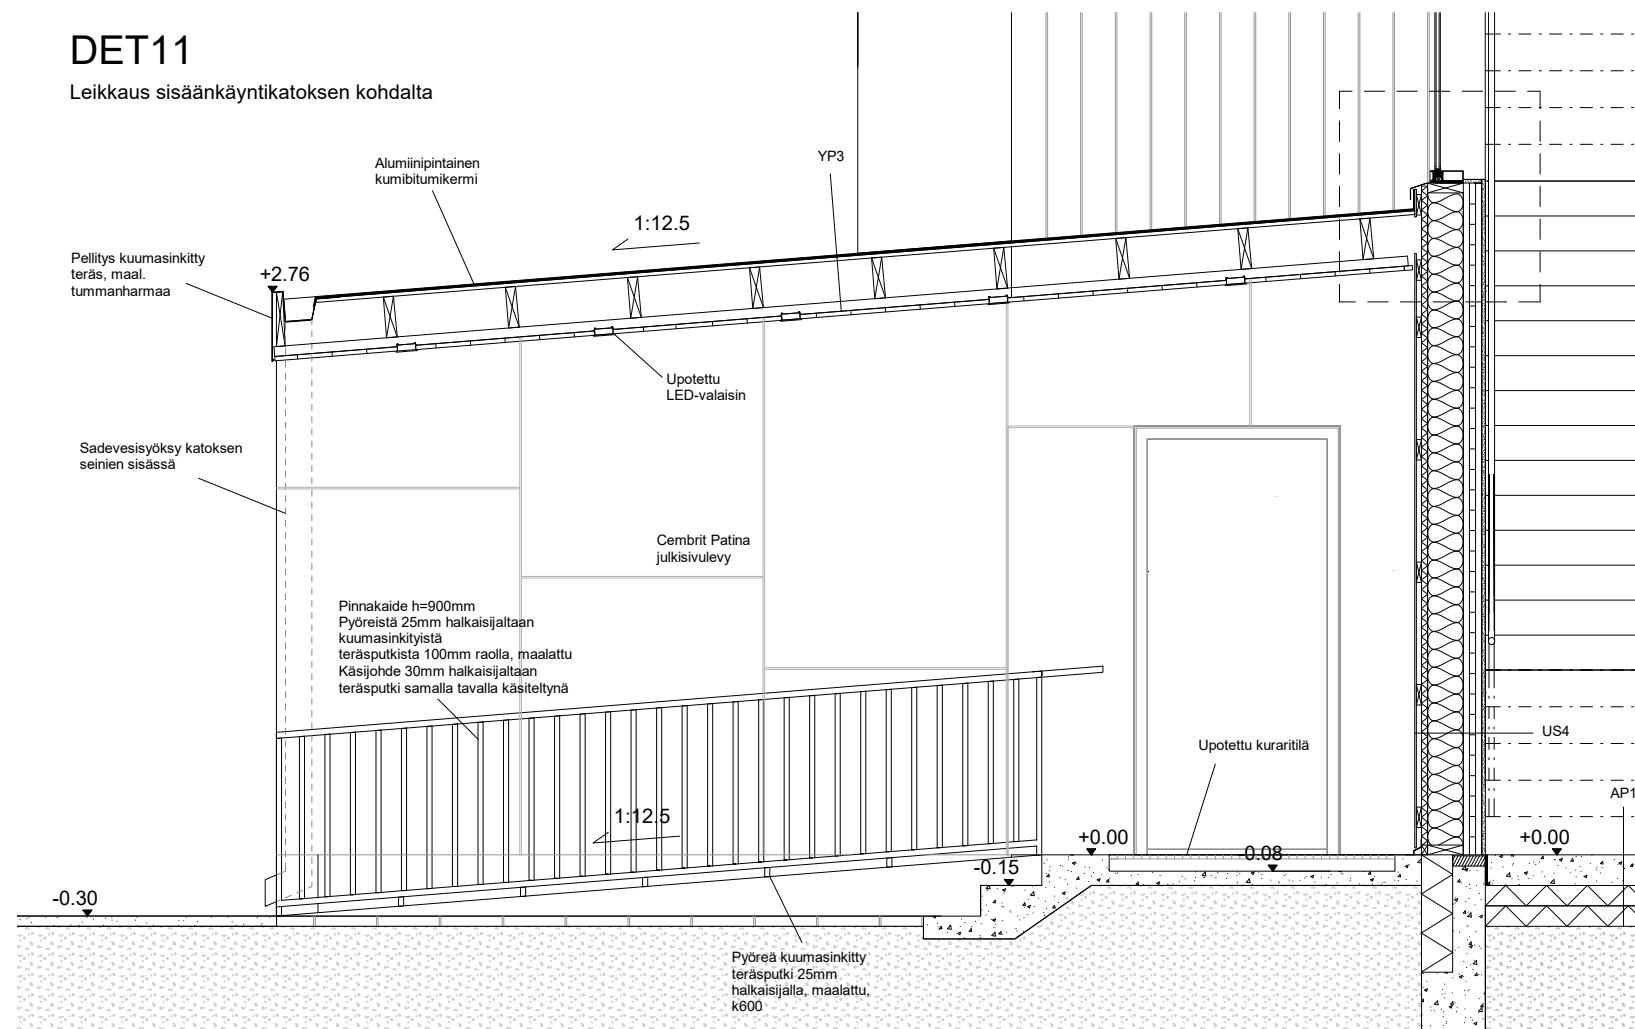 DET11
Leikkaus sisäänkäyntikatoksen kohdalta
YP3
Alumiinipintainen
kumibitumikermi
1:12.5
Pellitys kuumasinkitty
teräs, maal.
tummanharmaa
+2.76
Upotettu
LED-valaisin
Sadevesisyöksy katoksen
seinien sisässä
Cembrit Patina
julkisivulevy
Pinnakaide h=900mm
Pyöreistä 25mm halkaisijaltaan
kuumasinkityistä
teräsputkista 100mm raolla, maalattu
Käsijohde 30mm halkaisijaltaan
teräsputki samalla tavalla käsiteltynä
US4
Upotettu kuraritilä
AP1
1:12.5
+0.00
+0.00
-0.08
-0.15
-0.30
Pyöreä kuumasinkitty
teräsputki 25mm
halkaisijalla, maalattu,
k600